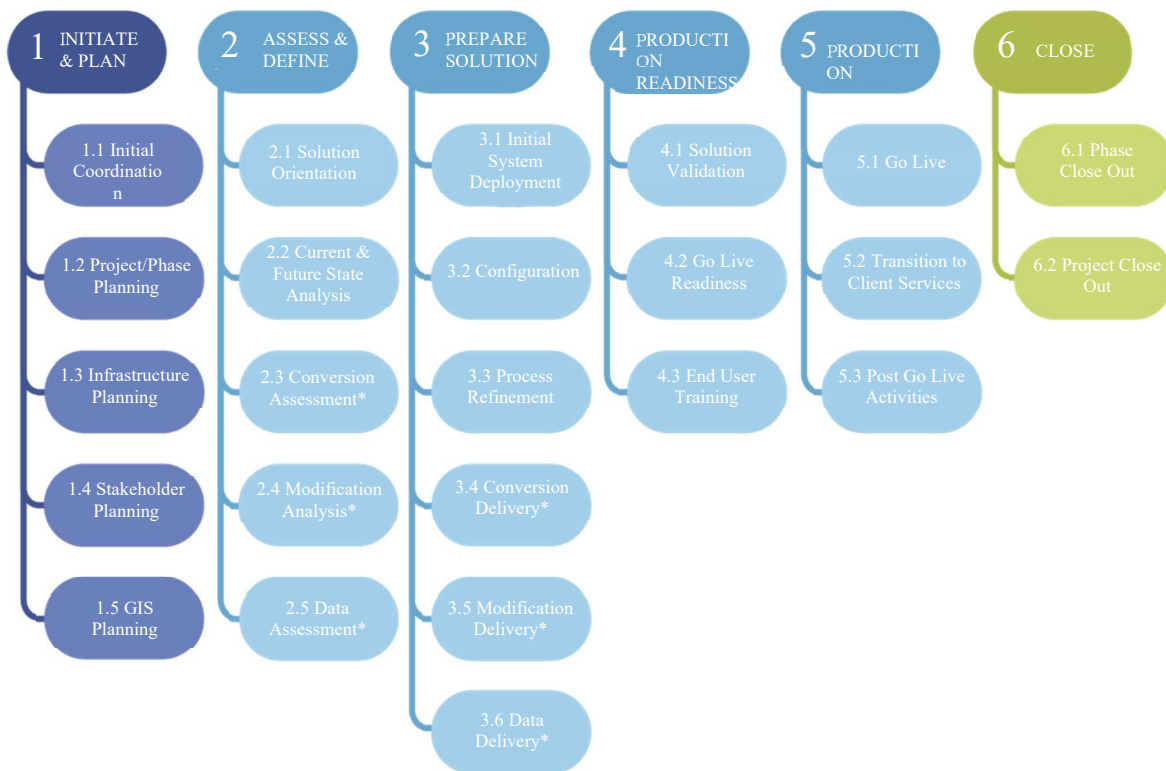 1 INITIATE
& PLAN
1.1 Initial
Coordinatio
n
1.2 Project/Phase
Planning
1.3 Infrastructure
Planning
1.4 Stakeholder
Planning
1.5 GIS
Planning
2 ASSESS &
DEFINE
2.1 Solution
Orientation
2.2 Current &
Future State
Analysis
2.3 Conversion
Assessment*
2.4 Modification
Analysis*
2.5 Data
Assessment*
3 PREPARE
SOLUTION
3.1 Initial
System
Deployment
3.2 Configuration
3.3 Process
Refinement
3.4 Conversion
Delivery*
3.5 Modification
Delivery*
3.6 Data
Delivery*
4 PRODUCTI
ON
READINESS
4.1 Solution
Validation
4.2 Go Live
Readiness
4.3 End User
Training
5 PRODUCTI
ON
5.1 Go Live
5.2 Transition to
Client Services
5.3 Post Go Live
Activities
6 CLOSE
6.1 Phase
Close Out
6.2 Project Close
Out